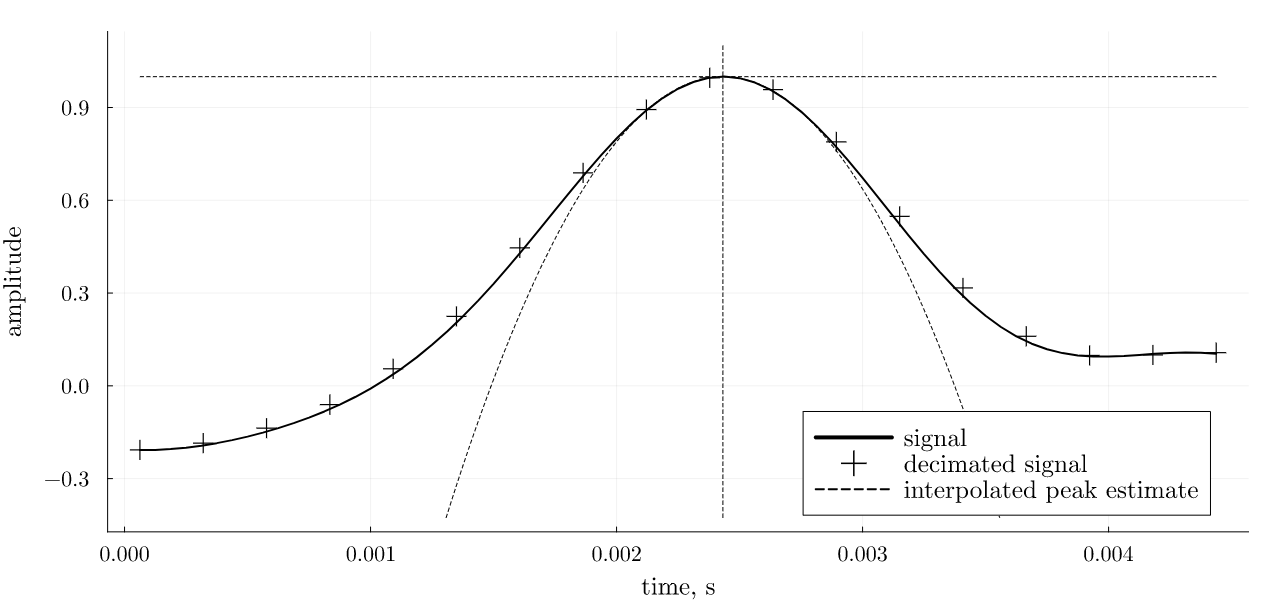 amplitude
0.9
0.6
0.3
0.0
−0.3
signal
decimated signal
interpolated peak estimate
0.000 0.001 0.002 0.003 0.004
time, s